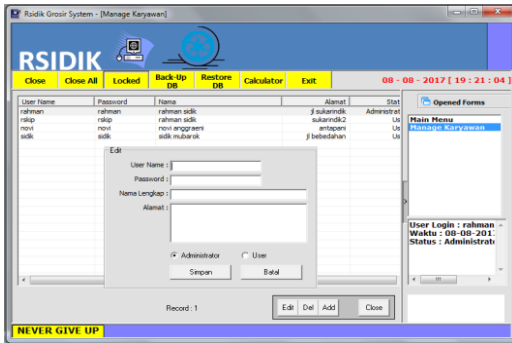 Rsidik Grosir System - [Manage Karyawan]
RSIDIK
Close Close All Locked Back-Up DB Restore DB Calculator Exit 08 - 08 - 2017 [ 19 : 21 : 04 ]
User Name Password Nama Alamat Stat
rahman rahman rahman sidik jl sukarindik Administrat
rskip rskip rahman sidik sukarindik2 Us
novi novi novi anggraeni antapani Us
sidik sidik sidik mubarok jl bebedahan Us
Opened Forms
Main Menu
Manage Karyawan
Edit
User Name :
Password :
Nama Lengkap :
Alamat :
Administrator User
Simpan Batal
User Login : rahman
Waktu : 08-08-201
Status : Administrat
Record : 1
Edit Del Add Close
NEVER GIVE UP